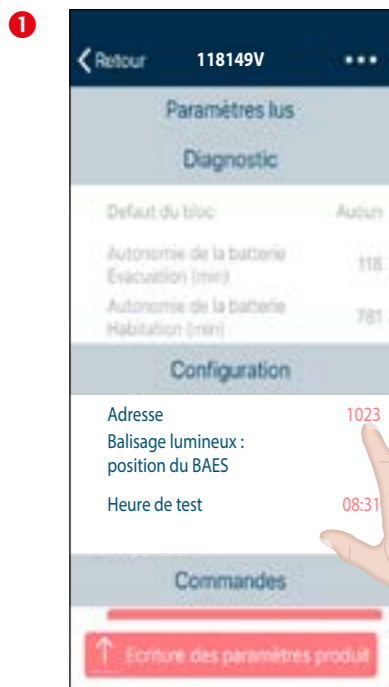 1
Retour 118149V
Paramètres lus
Diagnostic
Defaut du bloc Aucun
Autonomie de la batterie 118
Evacuation (min)
Autonomie de la batterie 781
Habitation (min)
Configuration
Adresse 1023
Balisage lumineux :
position du BAES
Heure de test 08:31
Commandes
Ecriture des paramètres produit